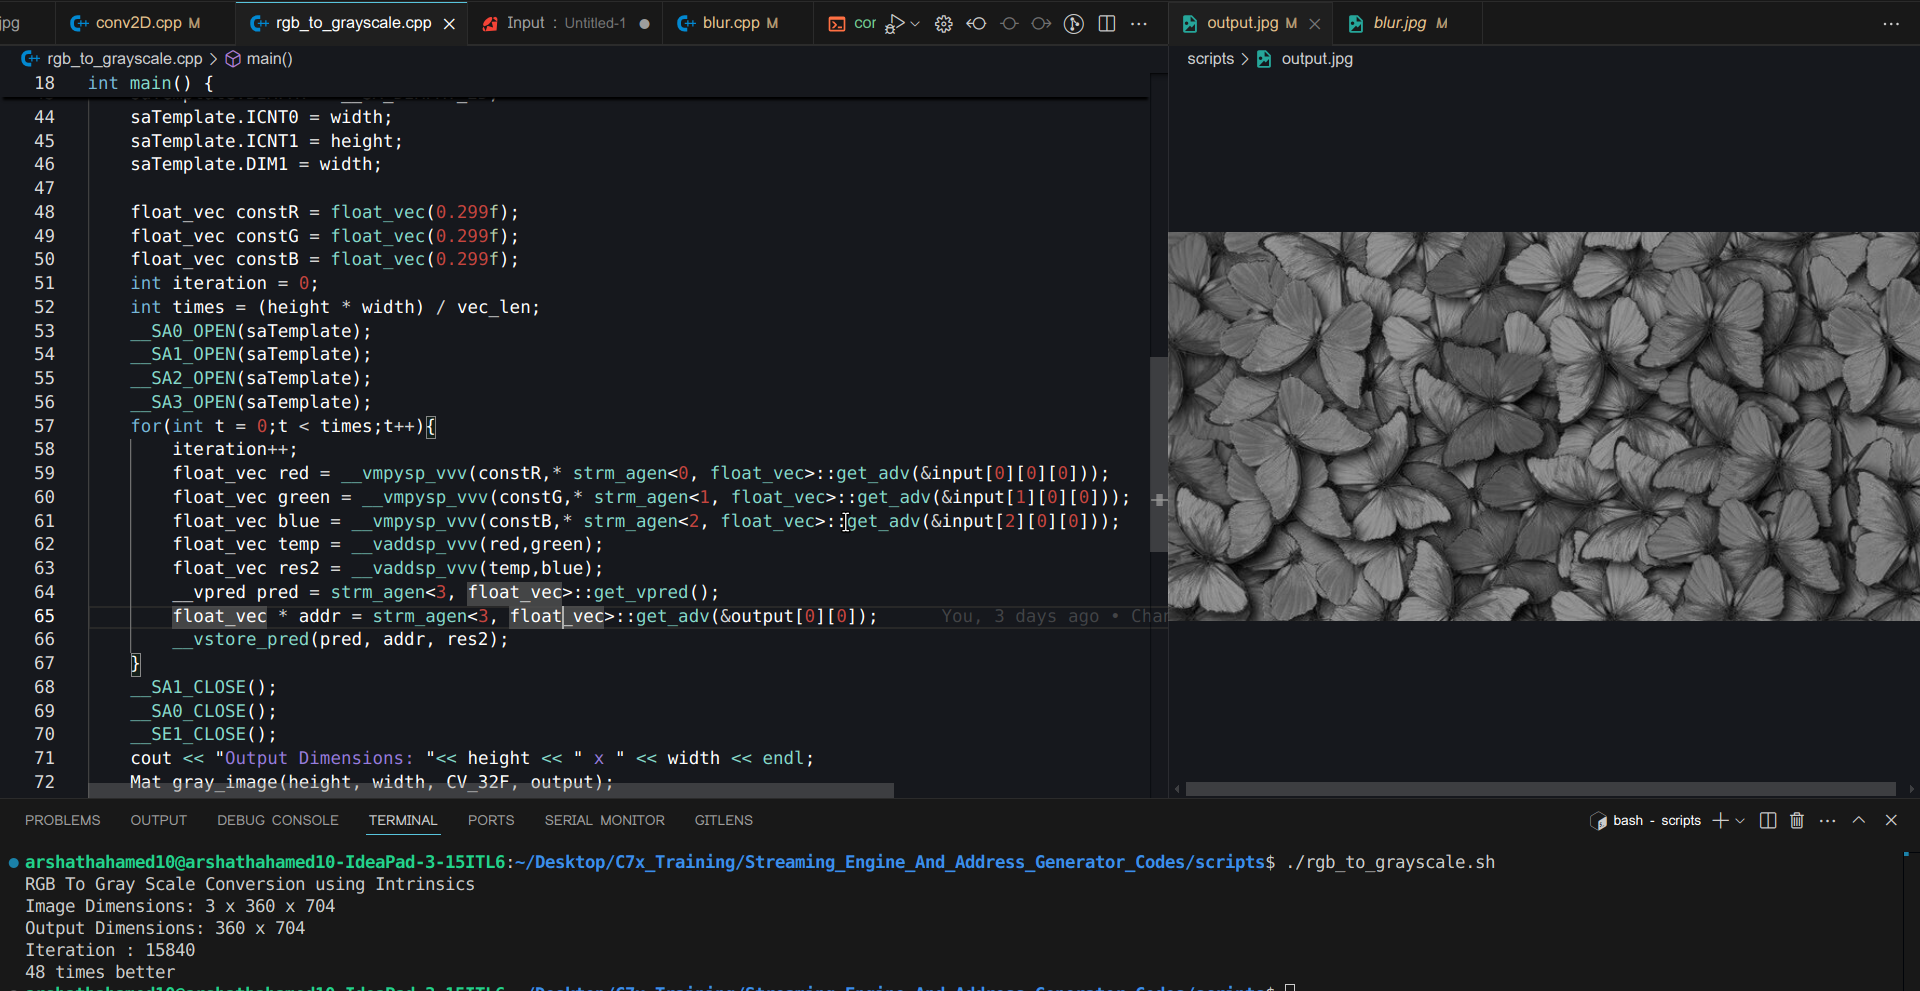 jpg
conv2D.cpp M
rgb_to_grayscale.cpp
Input : Untitled-1
blur.cpp M
cor
output.jpg M
blur.jpg M
rgb_to_grayscale.cpp > main()
scripts > output.jpg
18 int main() {
44 saTemplate.ICNT0 = width;
45 saTemplate.ICNT1 = height;
46 saTemplate.DIM1 = width;
47
48 float_vec constR = float_vec(0.299f);
49 float_vec constG = float_vec(0.299f);
50 float_vec constB = float_vec(0.299f);
51 int iteration = 0;
52 int times = (height * width) / vec_len;
53 __SA0_OPEN(saTemplate);
54 __SA1_OPEN(saTemplate);
55 __SA2_OPEN(saTemplate);
56 __SA3_OPEN(saTemplate);
57 for(int t = 0;t < times;t++){
58 iteration++;
59 float_vec red = __vmpysp_vvv(constR,* strm_agen<0, float_vec>::get_adv(&input[0][0][0]));
60 float_vec green = __vmpysp_vvv(constG,* strm_agen<1, float_vec>::get_adv(&input[1][0][0]));
61 float_vec blue = __vmpysp_vvv(constB,* strm_agen<2, float_vec>::get_adv(&input[2][0][0]));
62 float_vec temp = __vaddsp_vvv(red,green);
63 float_vec res2 = __vaddsp_vvv(temp,blue);
64 __vpred pred = strm_agen<3, float_vec>::get_vpred();
65 float_vec * addr = strm_agen<3, float_vec>::get_adv(&output[0][0]); You, 3 days ago • Char
66 __vstore_pred(pred, addr, res2);
67 }
68 __SA1_CLOSE();
69 __SA0_CLOSE();
70 __SE1_CLOSE();
71 cout << "Output Dimensions: "<< height << " x " << width << endl;
72 Mat gray_image(height, width, CV_32F, output);
PROBLEMS OUTPUT DEBUG CONSOLE TERMINAL PORTS SERIAL MONITOR GITLENS
bash - scripts
arshathahamed10@arshathahamed10-IdeaPad-3-15ITL6:~/Desktop/C7x_Training/Streaming_Engine_And_Address_Generator_Codes/scripts$ ./rgb_to_grayscale.sh
RGB To Gray Scale Conversion using Intrinsics
Image Dimensions: 3 x 360 x 704
Output Dimensions: 360 x 704
Iteration : 15840
48 times better
arshathahamed10@arshathahamed10-IdeaPad-3-15ITL6:~/Desktop/C7x_Training/Streaming_Engine_And_Address_Generator_Codes/scripts$